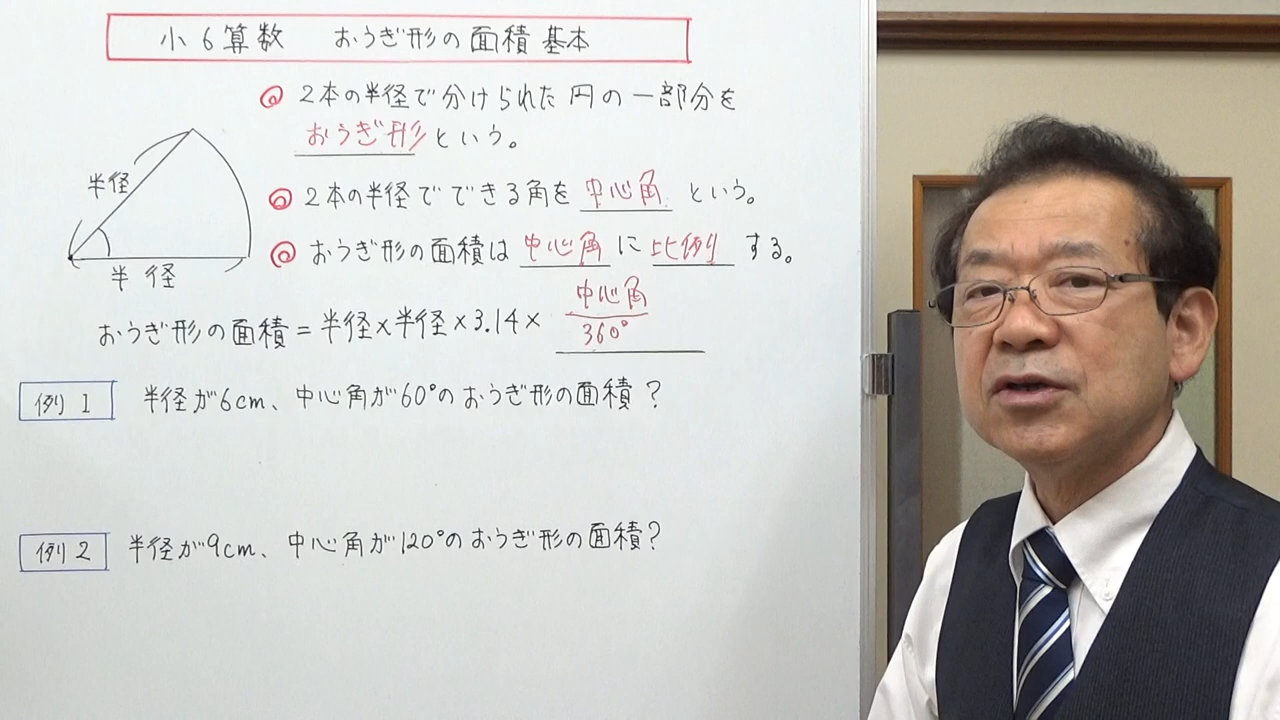 小6算数 おうぎ形の面積 基本
◎ 2本の半径で分けられた円の一部分を
おうぎ形という。
半径
◎ 2本の半径でできる角を 中心角 という。
◎ おうぎ形の面積は 中心角 に 比例 する。
半径
おうぎ形の面積=半径×半径×3.14× 中心角/360°
例1 半径が6cm、中心角が60°のおうぎ形の面積?
例2 半径が9cm、中心角が120°のおうぎ形の面積?